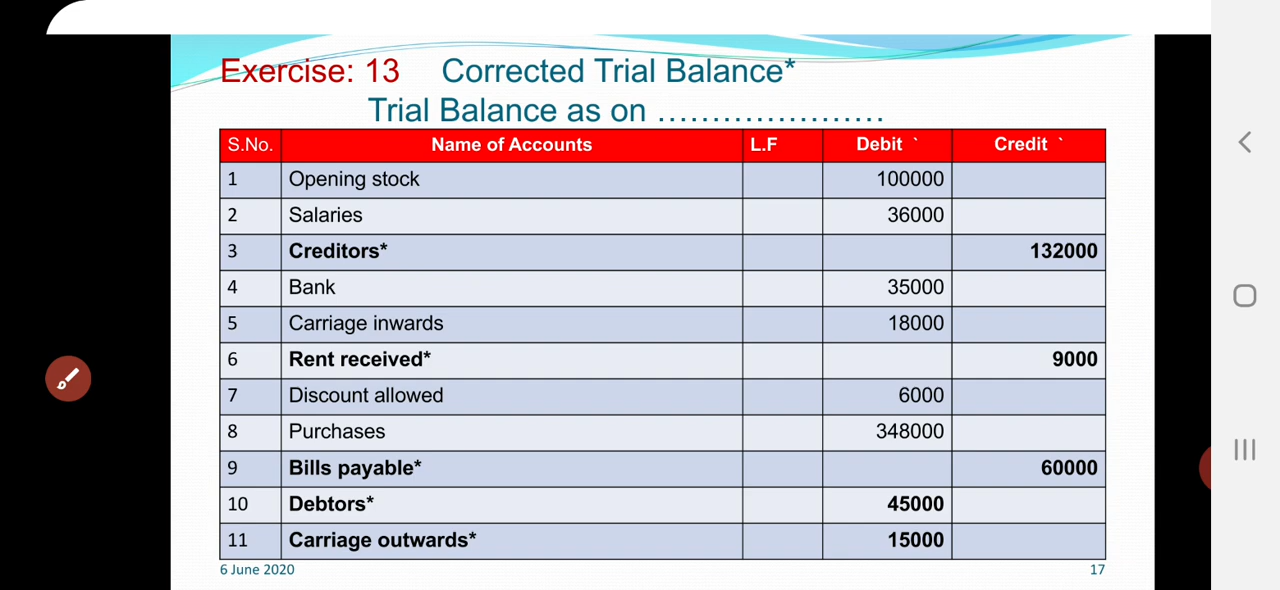 Exercise: 13 Corrected Trial Balance*
Trial Balance as on .....................
S.No. Name of Accounts L.F Debit ` Credit `
1 Opening stock 100000
2 Salaries 36000
3 Creditors* 132000
4 Bank 35000
5 Carriage inwards 18000
6 Rent received* 9000
7 Discount allowed 6000
8 Purchases 348000
9 Bills payable* 60000
10 Debtors* 45000
11 Carriage outwards* 15000
6 June 2020 17